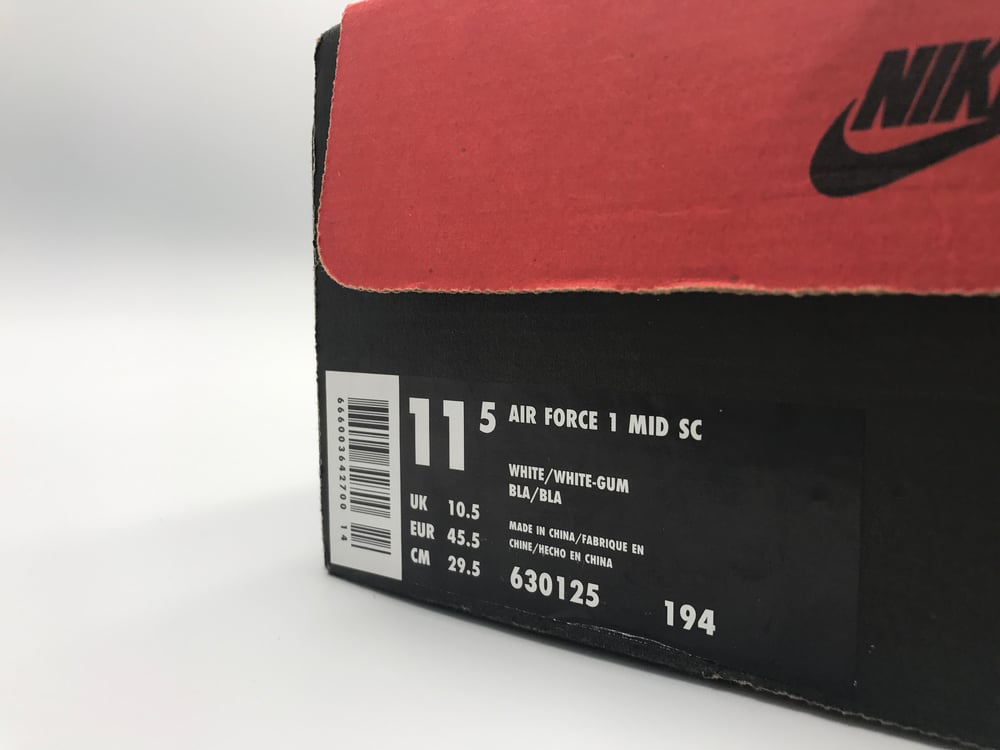 NIK
666003642700 14
11 5 AIR FORCE 1 MID SC
WHITE/WHITE-GUM
BLA/BLA
UK 10.5
EUR 45.5
CM 29.5
MADE IN CHINA/FABRIQUE EN
CHINE/HECHO EN CHINA
630125 194